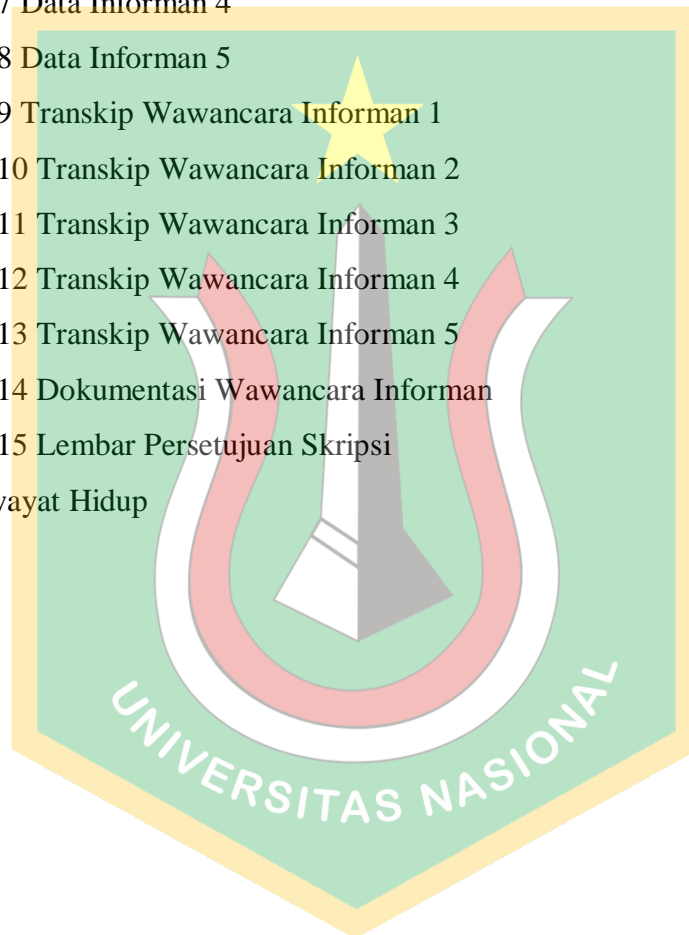 7 Data Informan 4
8 Data Informan 5
9 Transkip Wawancara Informan 1
10 Transkip Wawancara Informan 2
11 Transkip Wawancara Informan 3
12 Transkip Wawancara Informan 4
13 Transkip Wawancara Informan 5
14 Dokumentasi Wawancara Informan
15 Lembar Persetujuan Skripsi
wayat Hidup
UNIVERSITAS NASIONAL